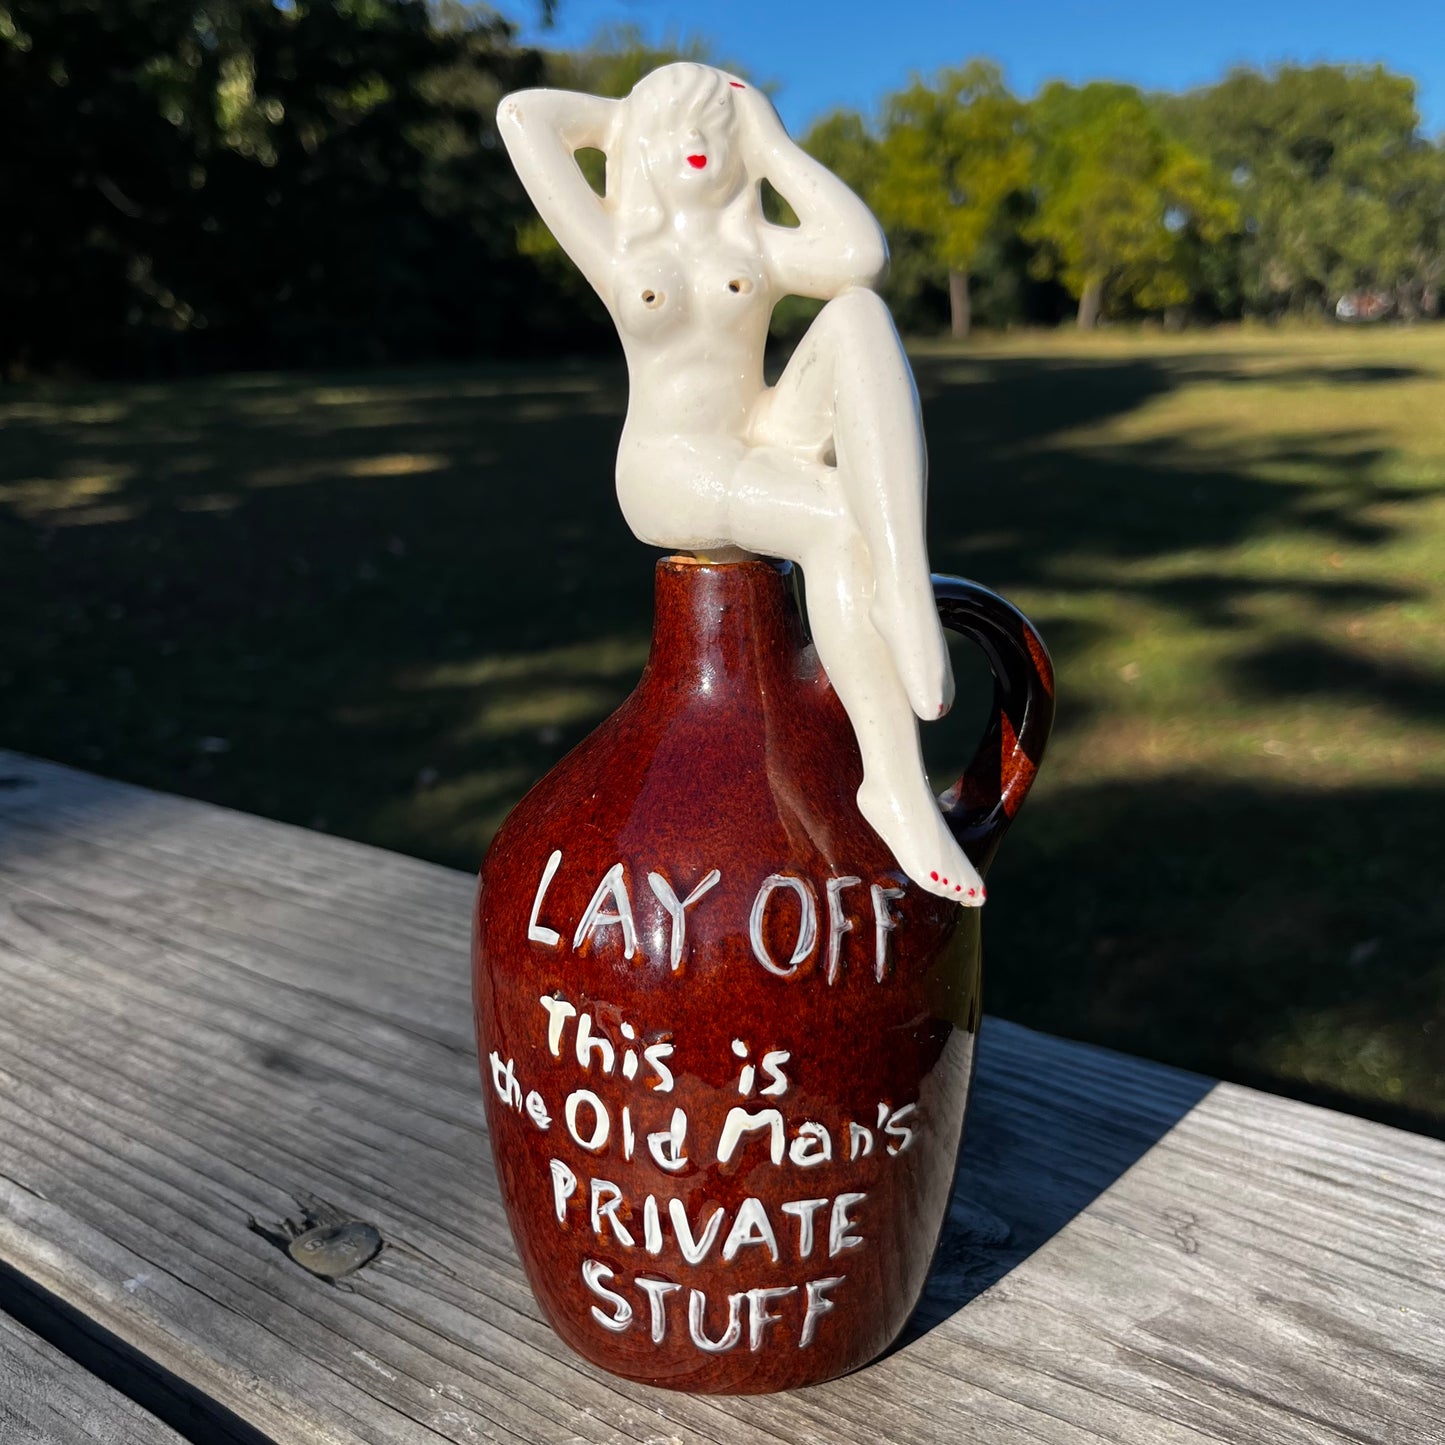 LAY OFF
This is
the Old Man's
PRIVATE
STUFF